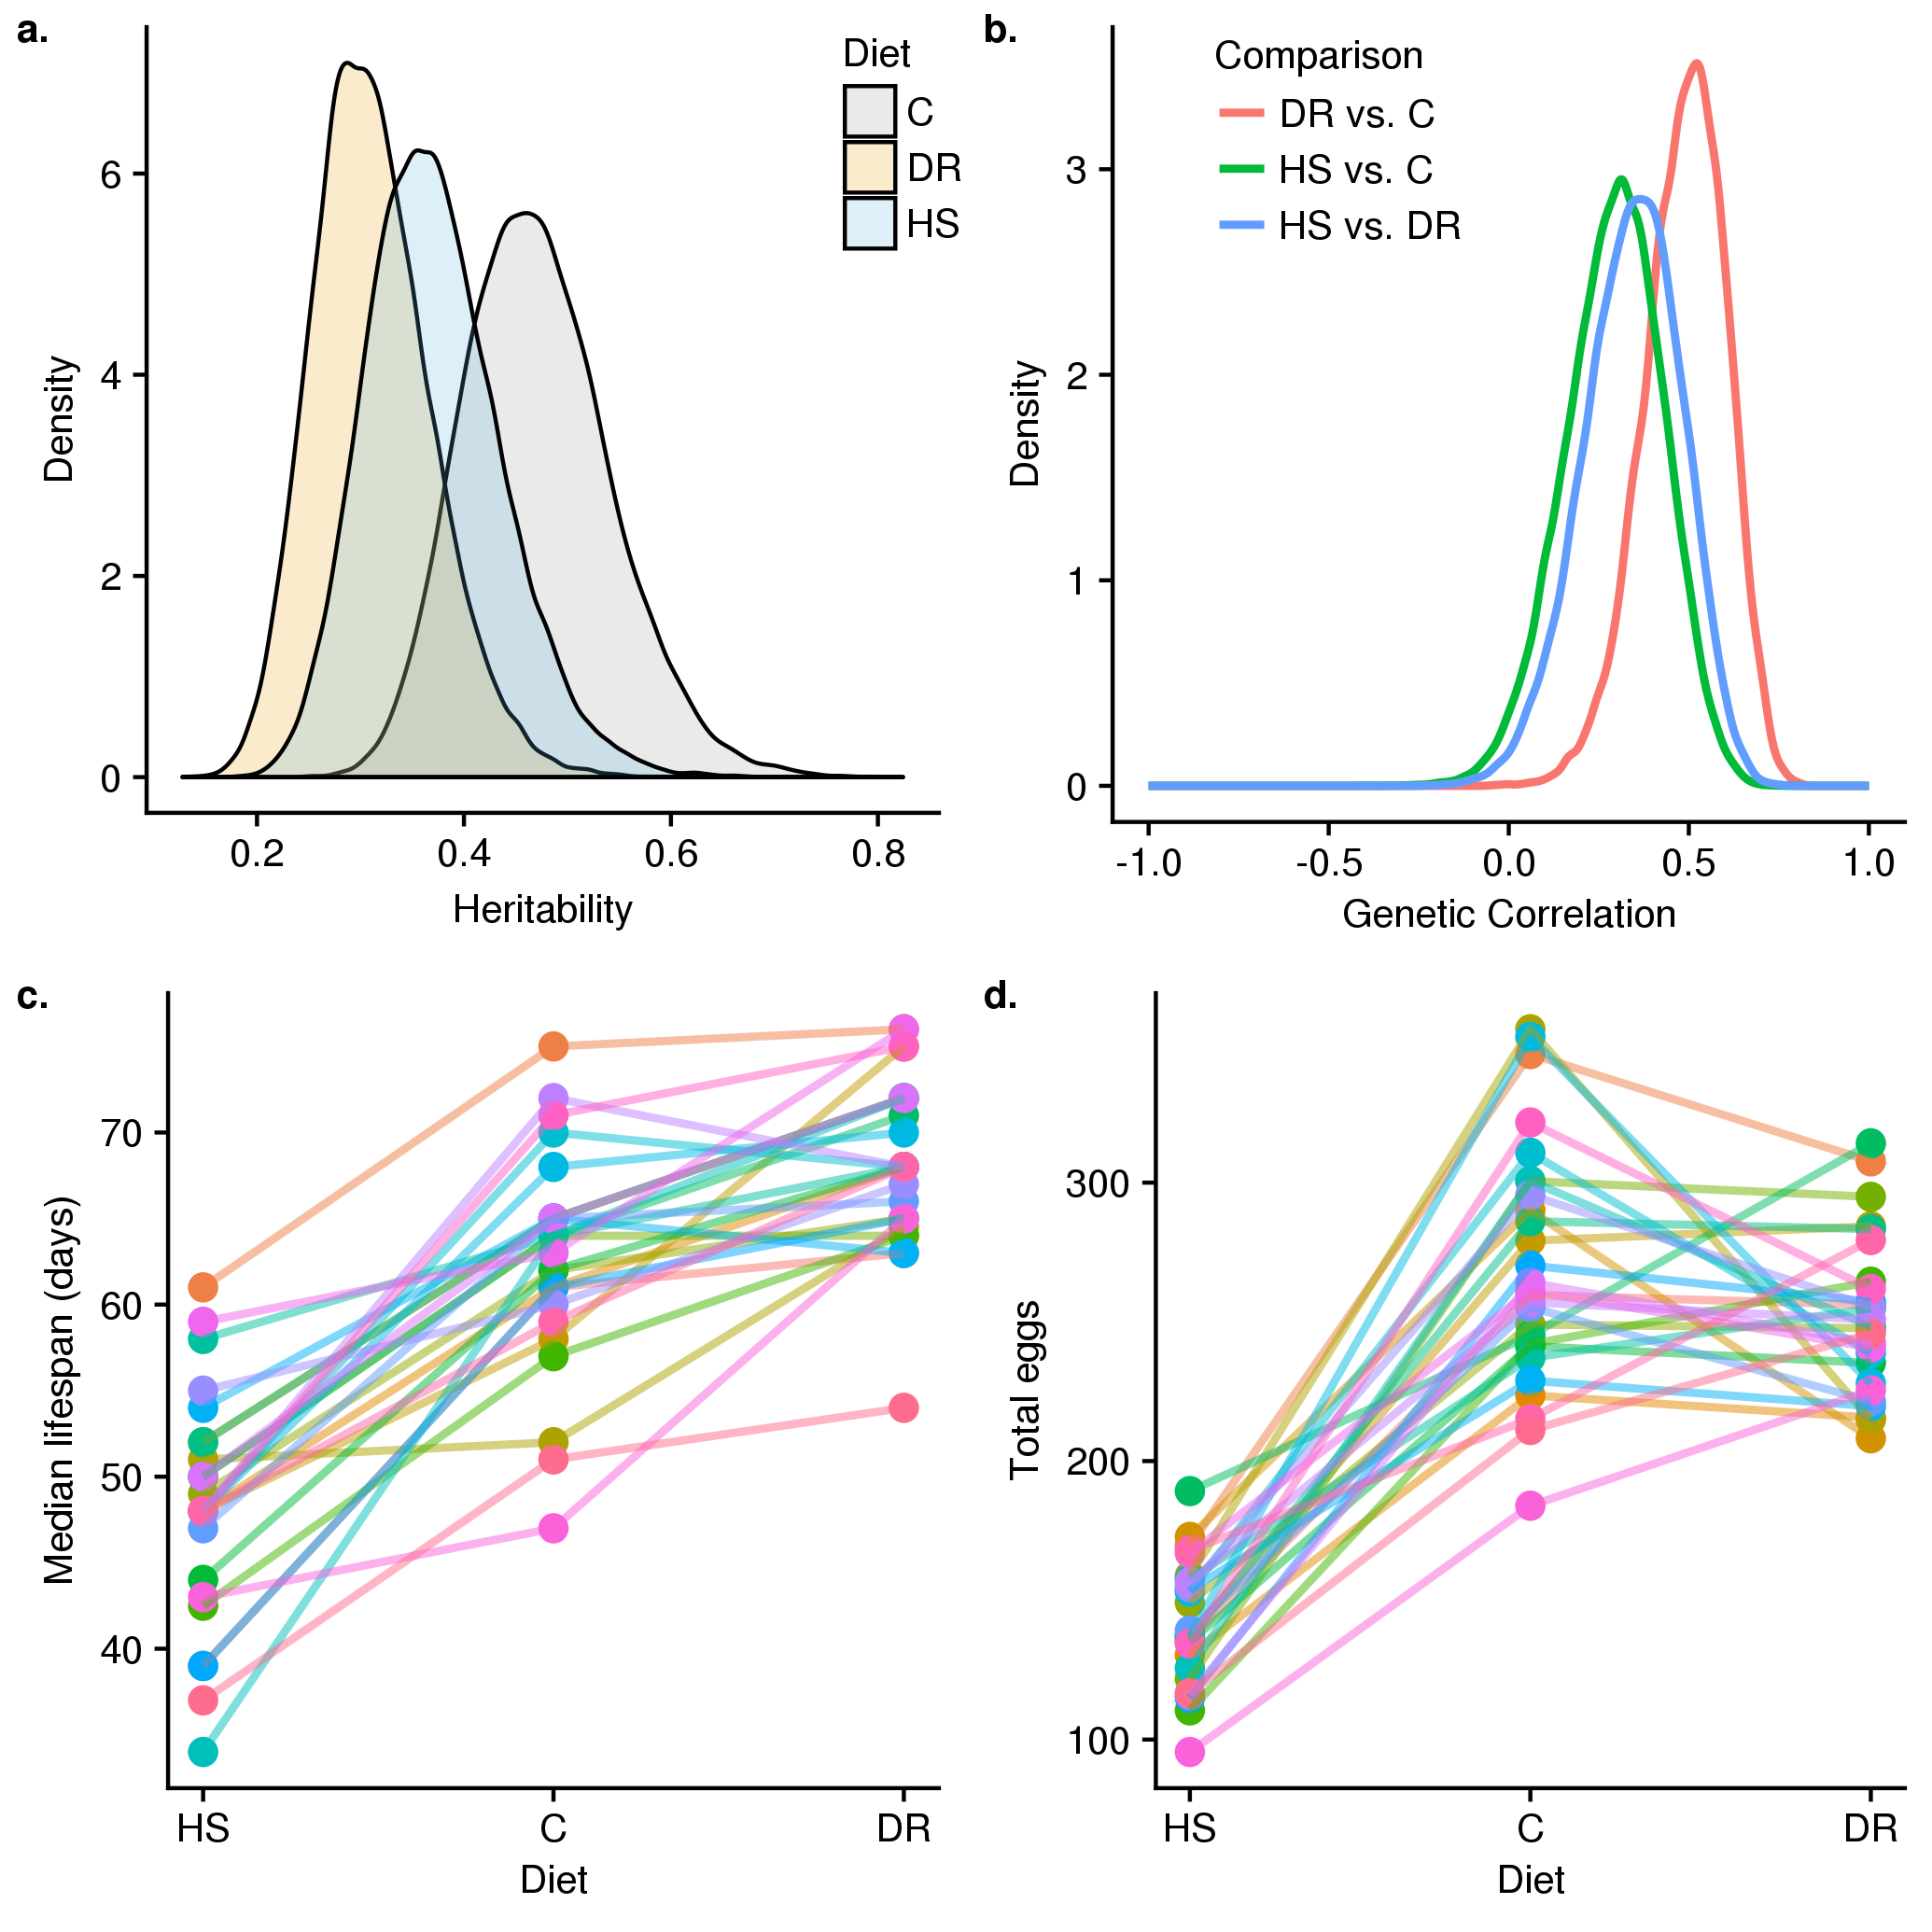 a.
Diet
C
DR
HS
6
4
2
0
Density
0.2 0.4 0.6 0.8
Heritability
b.
Comparison
DR vs. C
HS vs. C
HS vs. DR
3
2
1
0
Density
-1.0 -0.5 0.0 0.5 1.0
Genetic Correlation
c.
70
60
50
40
Median lifespan (days)
HS C DR
Diet
d.
300
200
100
Total eggs
HS C DR
Diet